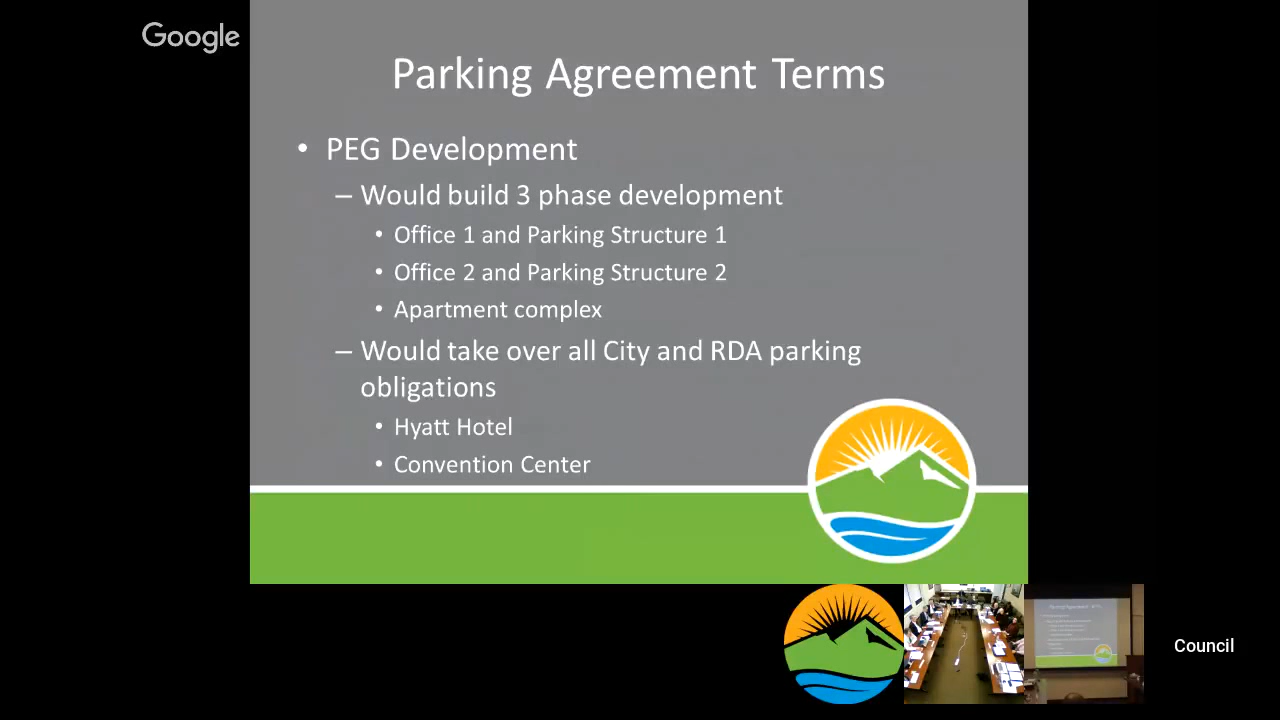 Google
Parking Agreement Terms
• PEG Development
– Would build 3 phase development
• Office 1 and Parking Structure 1
• Office 2 and Parking Structure 2
• Apartment complex
– Would take over all City and RDA parking
obligations
• Hyatt Hotel
• Convention Center
Parking Agreement
Council